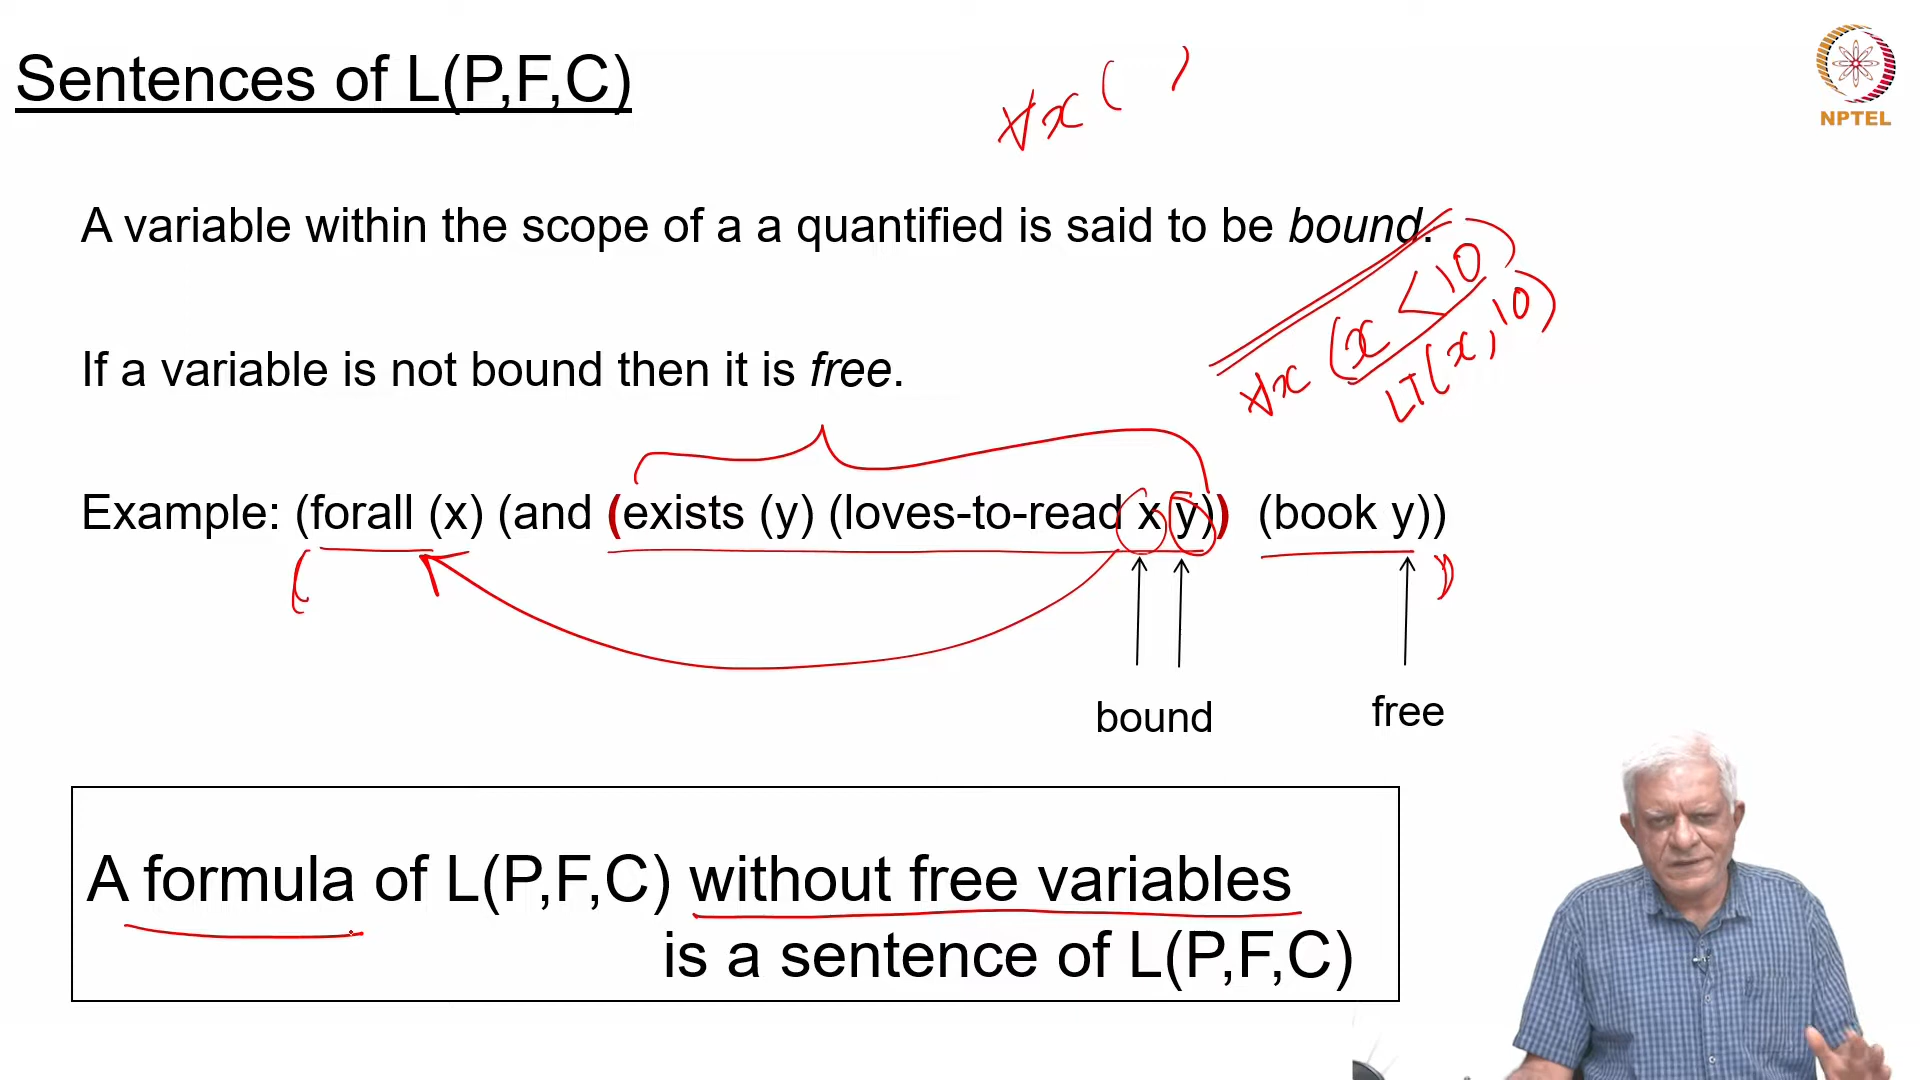 Sentences of L(P,F,C)
∀x ( )
NPTEL
A variable within the scope of a a quantified is said to be bound.
∀x (x < 10)
LT(x, 10)
If a variable is not bound then it is free.
Example: (forall (x) (and (exists (y) (loves-to-read x y)) (book y))
bound
free
A formula of L(P,F,C) without free variables
is a sentence of L(P,F,C)